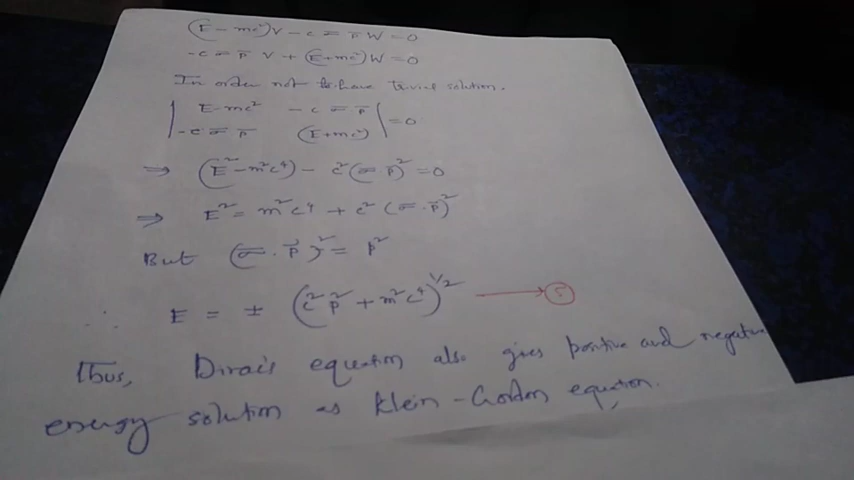 (E - mc²)V - c σ̄ p̄ W = 0
-c σ̄ p̄ V + (E + mc²)W = 0
In order not to have trivial solution.
| E - mc² - c σ̄ p̄ |
| -c σ̄ p̄ (E + mc²) | = 0
⇒ (E² - m²c⁴) - c²(σ̄ p̄)² = 0
⇒ E² = m²c⁴ + c² (σ̄ · p̄)²
But (σ̄ · p⃗)² = p²
∴ E = ± (c²p² + m²c⁴)^1/2 → 5
Thus, Dirac's equation also gives positive and negative
energy solution as Klein-Gordon equation.